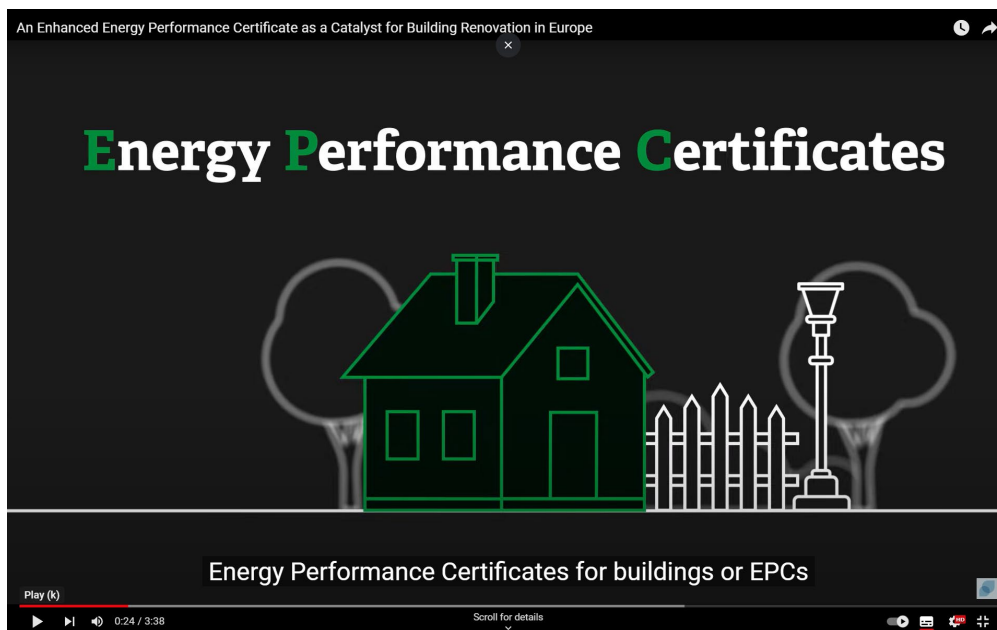 An Enhanced Energy Performance Certificate as a Catalyst for Building Renovation in Europe
Energy Performance Certificates
Energy Performance Certificates for buildings or EPCs
Play (k)
0:24 / 3:38
Scroll for details
HD